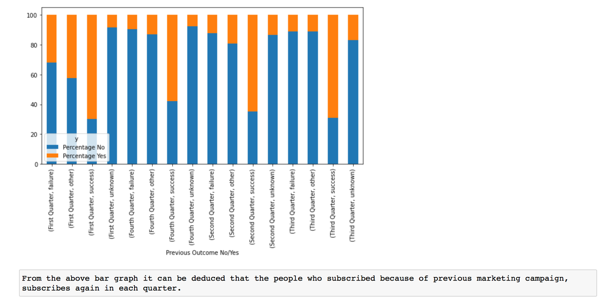 100
80
60
40
20
0
y
Percentage No
Percentage Yes
(First Quarter, failure)
(First Quarter, other)
(First Quarter, success)
(First Quarter, unknown)
(Fourth Quarter, failure)
(Fourth Quarter, other)
(Fourth Quarter, success)
(Fourth Quarter, unknown)
(Second Quarter, failure)
(Second Quarter, other)
(Second Quarter, success)
(Second Quarter, unknown)
(Third Quarter, failure)
(Third Quarter, other)
(Third Quarter, success)
(Third Quarter, unknown)
Previous Outcome No/Yes
From the above bar graph it can be deduced that the people who subscribed because of previous marketing campaign,
subscribes again in each quarter.